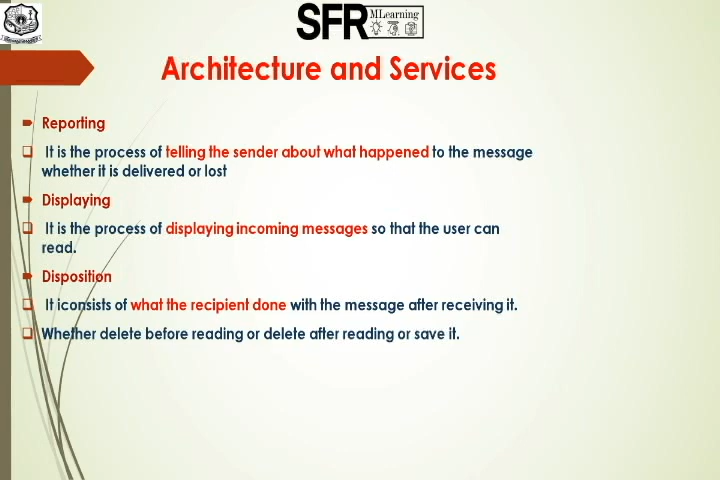 SFR MLearning
Architecture and Services
Reporting
It is the process of telling the sender about what happened to the message
whether it is delivered or lost
Displaying
It is the process of displaying incoming messages so that the user can
read.
Disposition
It iconsists of what the recipient done with the message after receiving it.
Whether delete before reading or delete after reading or save it.